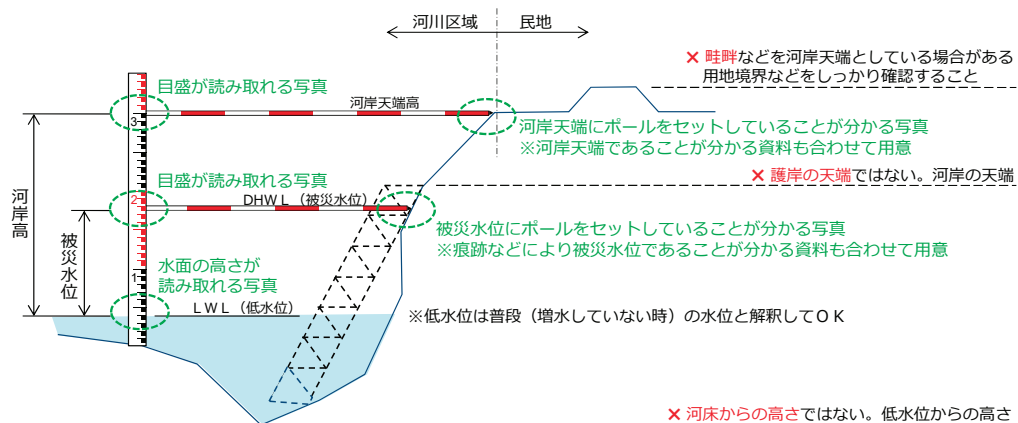 河川区域
民地
× 畦畔などを河岸天端としている場合がある
用地境界などをしっかり確認すること
目盛が読み取れる写真
河岸天端高
3
河岸天端にポールをセットしていることが分かる写真
※河岸天端であることが分かる資料も合わせて用意
目盛が読み取れる写真
× 護岸の天端ではない。河岸の天端
2
DHWL（被災水位）
河岸高
被災水位
被災水位にポールをセットしていることが分かる写真
※痕跡などにより被災水位であることが分かる資料も合わせて用意
水面の高さが
読み取れる写真
1
LWL（低水位）
※低水位は普段（増水していない時）の水位と解釈してＯＫ
× 河床からの高さではない。低水位からの高さ